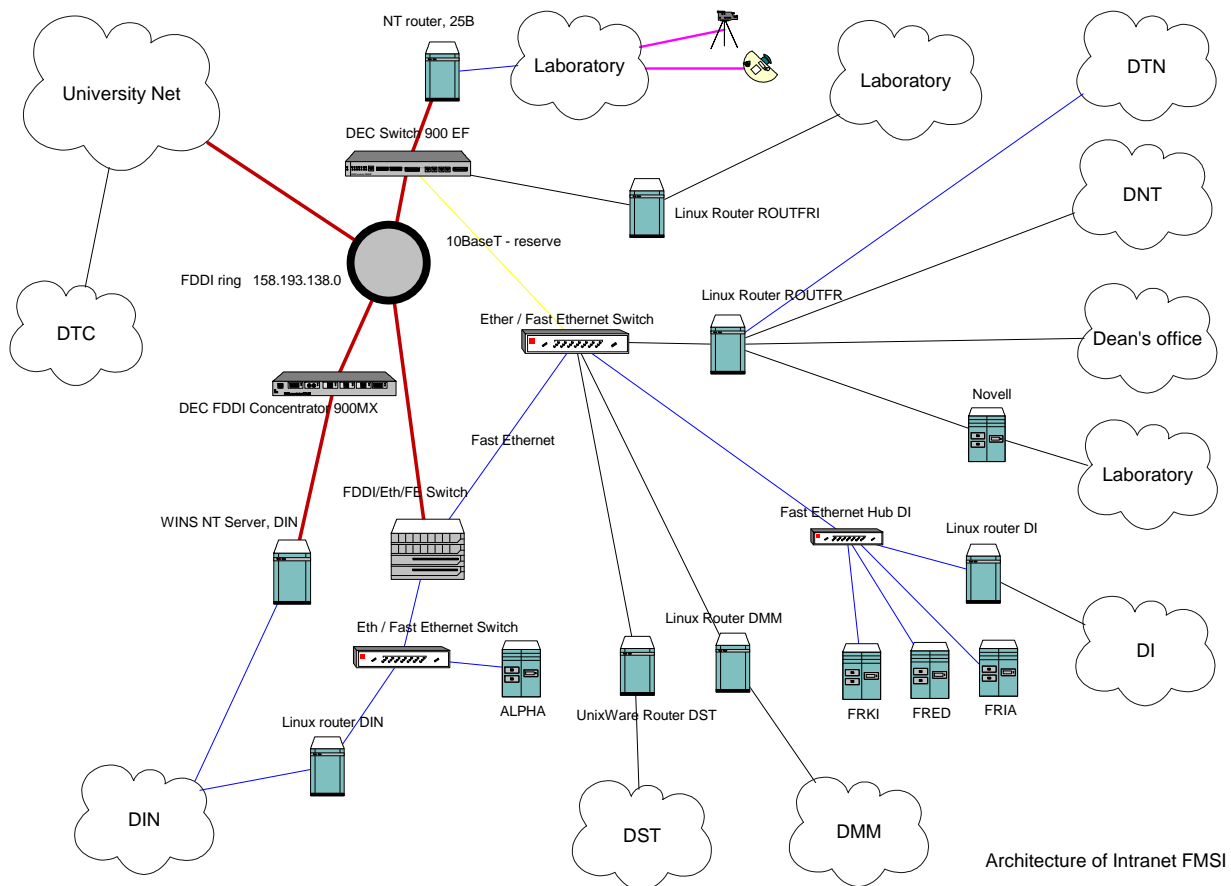 NT router, 25B
Laboratory
University Net
Laboratory
DTN
DEC Switch 900 EF
Linux Router ROUTFRI
DNT
10BaseT - reserve
FDDI ring 158.193.138.0
Linux Router ROUTFR
Ether / Fast Ethernet Switch
DTC
Dean's office
DEC FDDI Concentrator 900MX
Novell
Fast Ethernet
Laboratory
FDDI/Eth/FE Switch
WINS NT Server, DIN
Fast Ethernet Hub DI
Linux router DI
Eth / Fast Ethernet Switch
Linux Router DMM
DI
ALPHA
UnixWare Router DST
FRKI
FRED
FRIA
Linux router DIN
DIN
DST
DMM
Architecture of Intranet FMSI